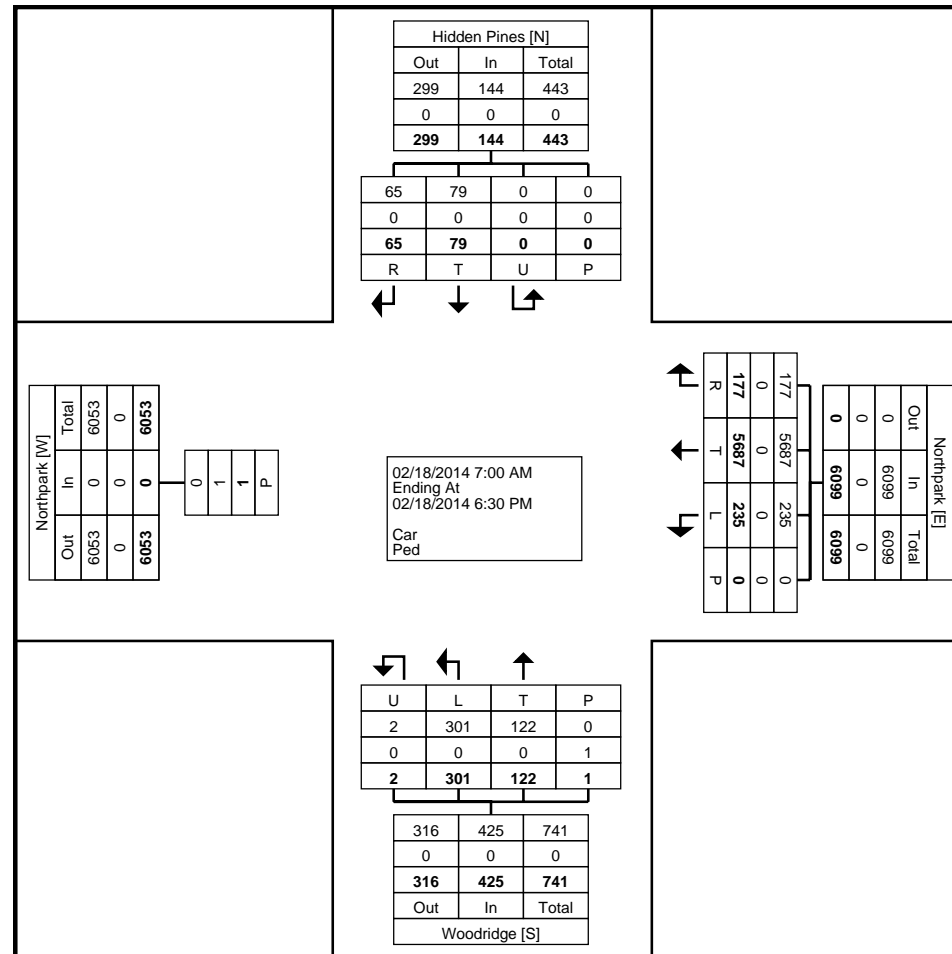 Hidden Pines [N]
Out In Total
299 144 443
0 0 0
299 144 443
65 79 0 0
0 0 0 0
65 79 0 0
R T U P
Northpark [W]
Total In Out
6053 0 6053
0 0 0
6053 0 6053
0
1
1
P
02/18/2014 7:00 AM
Ending At
02/18/2014 6:30 PM
Car
Ped
R T L P
177 5687 235 0
0 0 0 0
177 5687 235 0
0 6099 6099
0 0 0
0 6099 6099
Out In Total
Northpark [E]
U L T P
2 301 122 0
0 0 0 1
2 301 122 1
316 425 741
0 0 0
316 425 741
Out In Total
Woodridge [S]